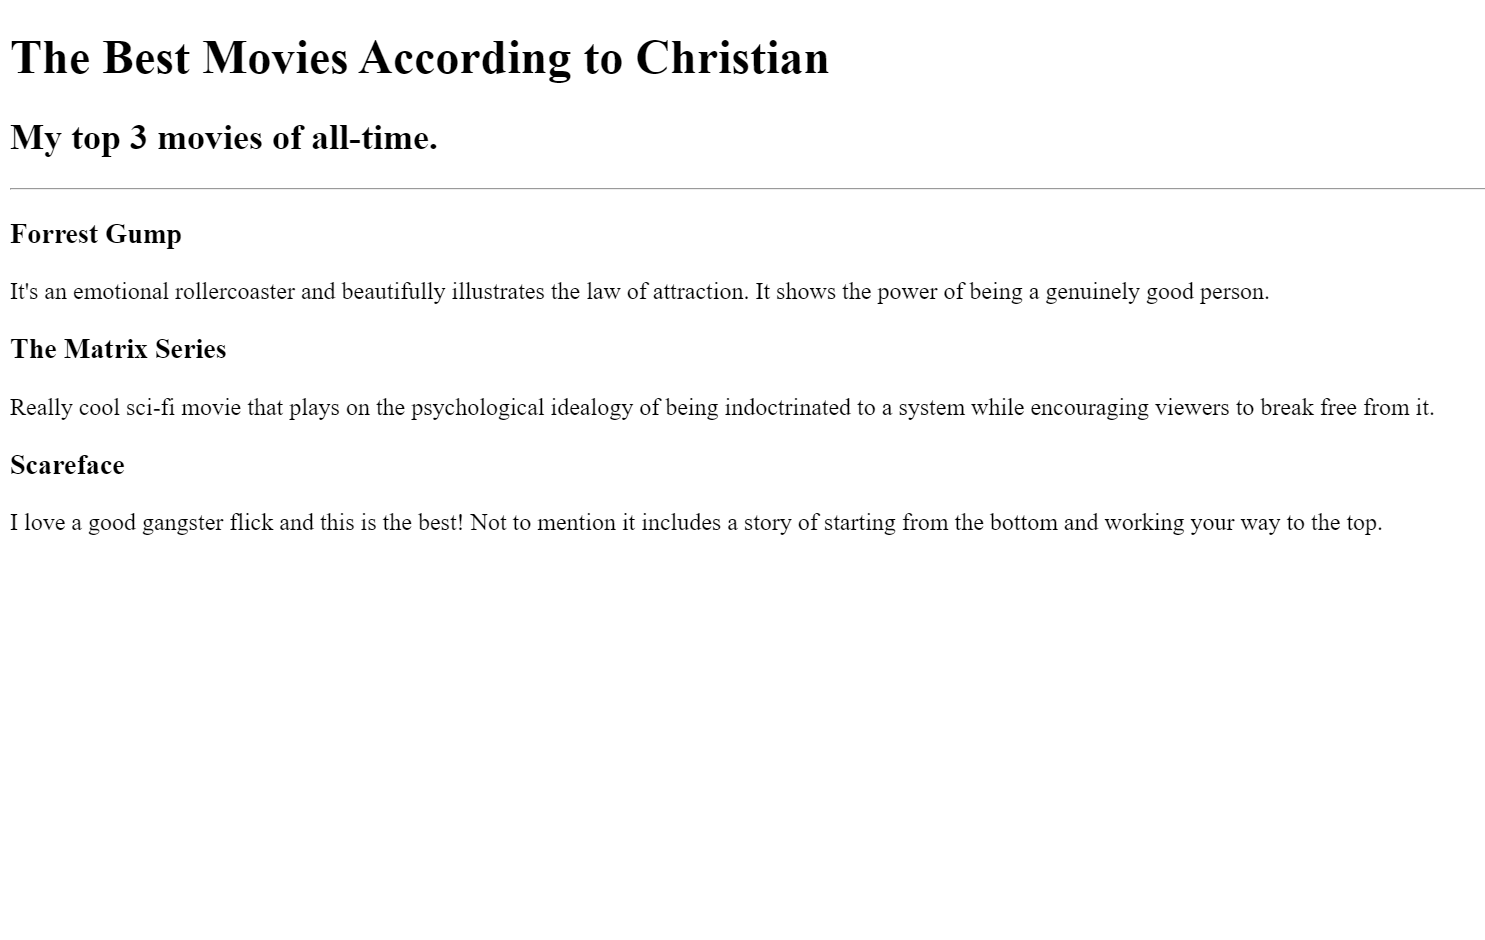 The Best Movies According to Christian
My top 3 movies of all-time.
Forrest Gump
It's an emotional rollercoaster and beautifully illustrates the law of attraction. It shows the power of being a genuinely good person.
The Matrix Series
Really cool sci-fi movie that plays on the psychological idealogy of being indoctrinated to a system while encouraging viewers to break free from it.
Scareface
I love a good gangster flick and this is the best! Not to mention it includes a story of starting from the bottom and working your way to the top.